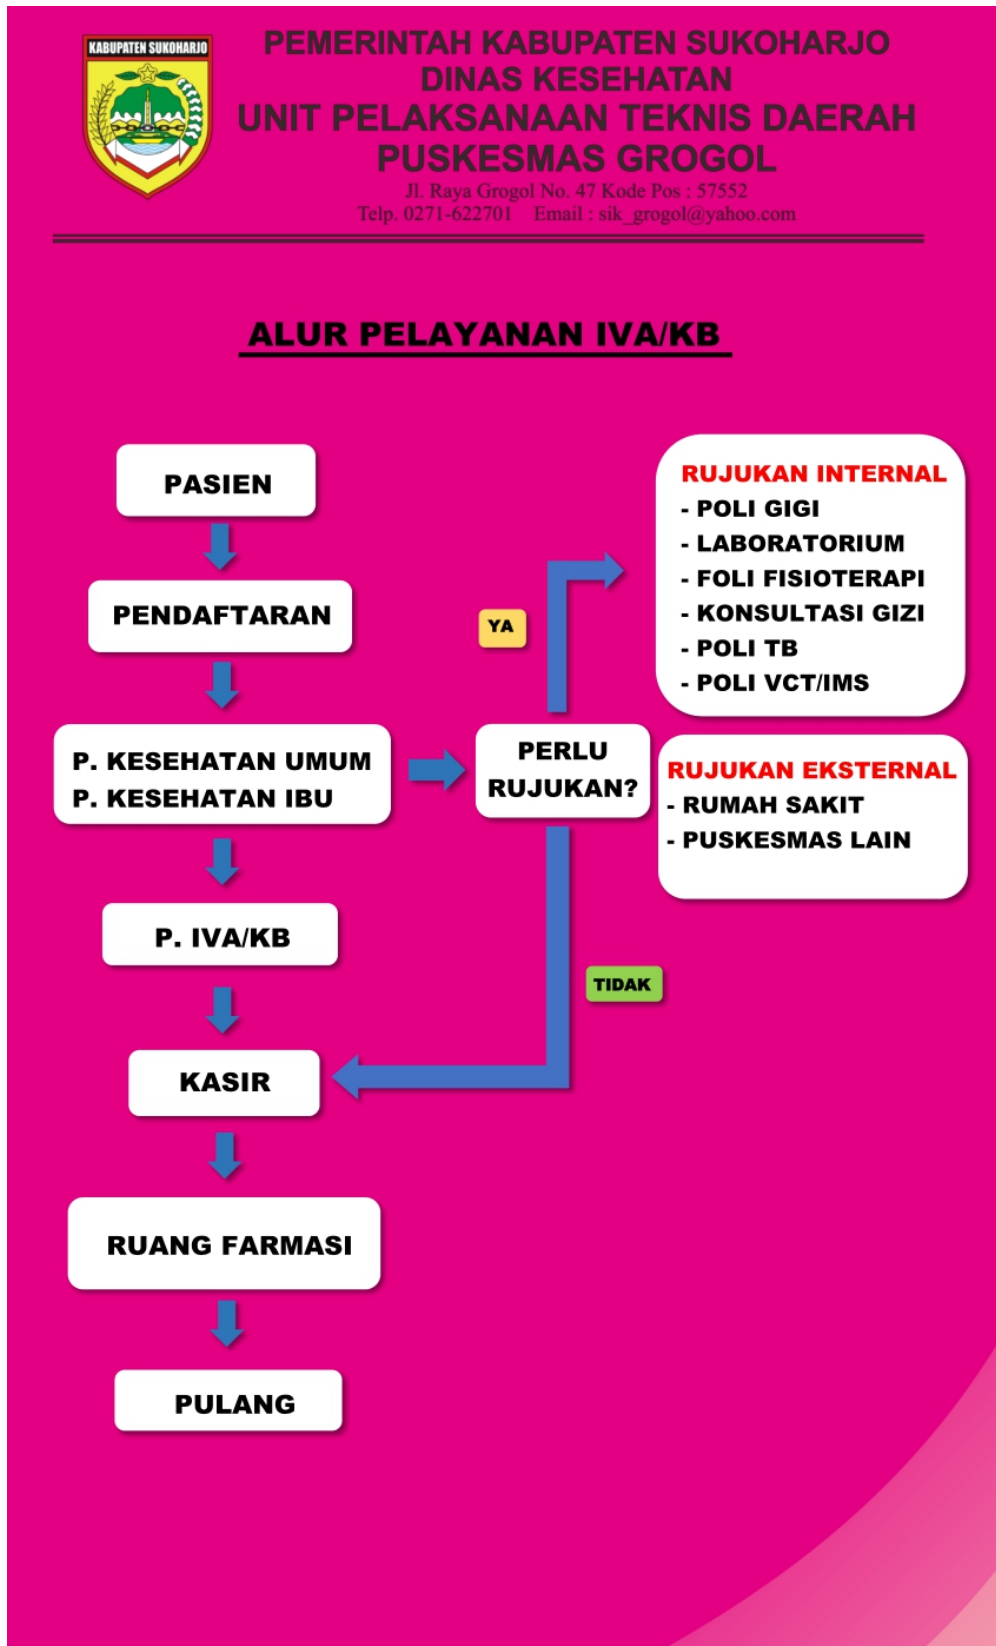 KABUPATEN SUKOHARJO
PEMERINTAH KABUPATEN SUKOHARJO
DINAS KESEHATAN
UNIT PELAKSANAAN TEKNIS DAERAH
PUSKESMAS GROGOL
Jl. Raya Grogol No. 47 Kode Pos : 57552
Telp. 0271-622701 Email : sik_grogol@yahoo.com
ALUR PELAYANAN IVA/KB
PASIEN
PENDAFTARAN
P. KESEHATAN UMUM
P. KESEHATAN IBU
PERLU
RUJUKAN?
YA
RUJUKAN INTERNAL
- POLI GIGI
- LABORATORIUM
- FOLI FISIOTERAPI
- KONSULTASI GIZI
- POLI TB
- POLI VCT/IMS
RUJUKAN EKSTERNAL
- RUMAH SAKIT
- PUSKESMAS LAIN
P. IVA/KB
TIDAK
KASIR
RUANG FARMASI
PULANG